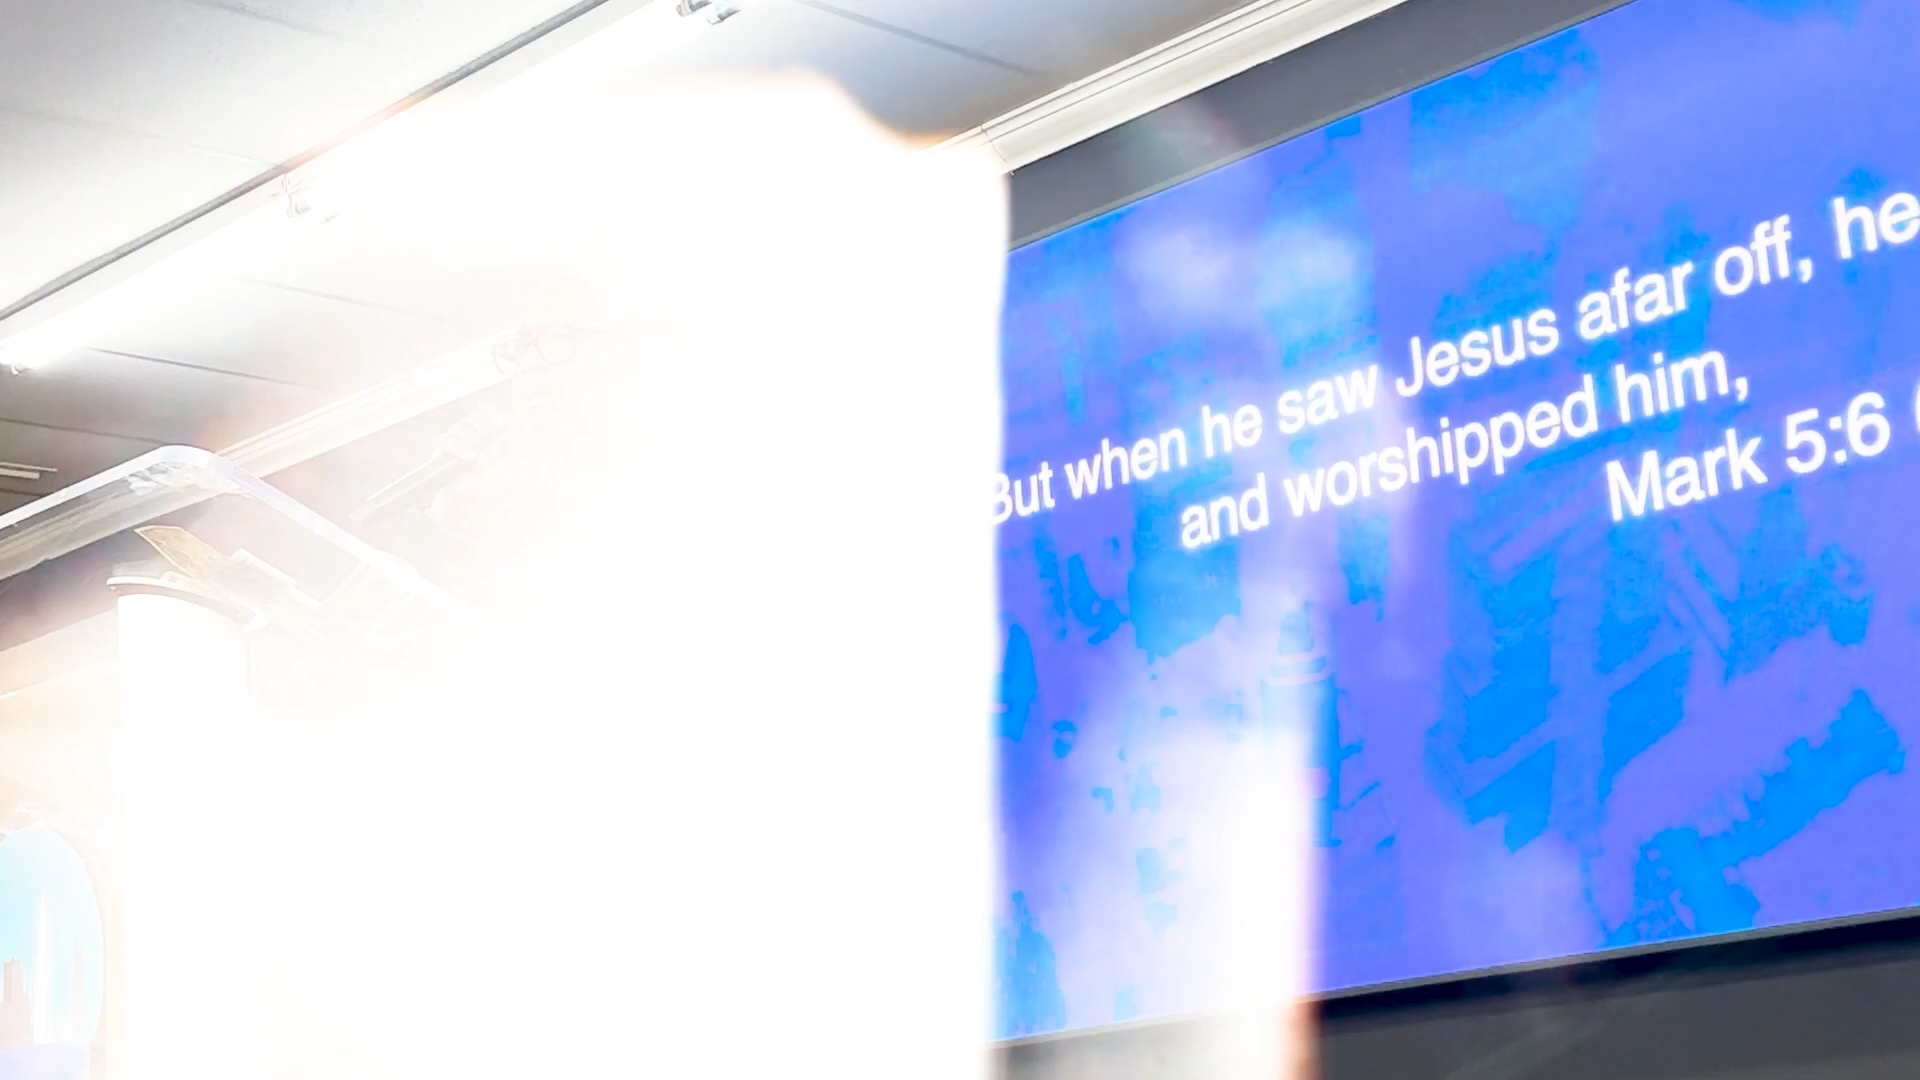 But when he saw Jesus afar off, he
and worshipped him,
Mark 5:6 (